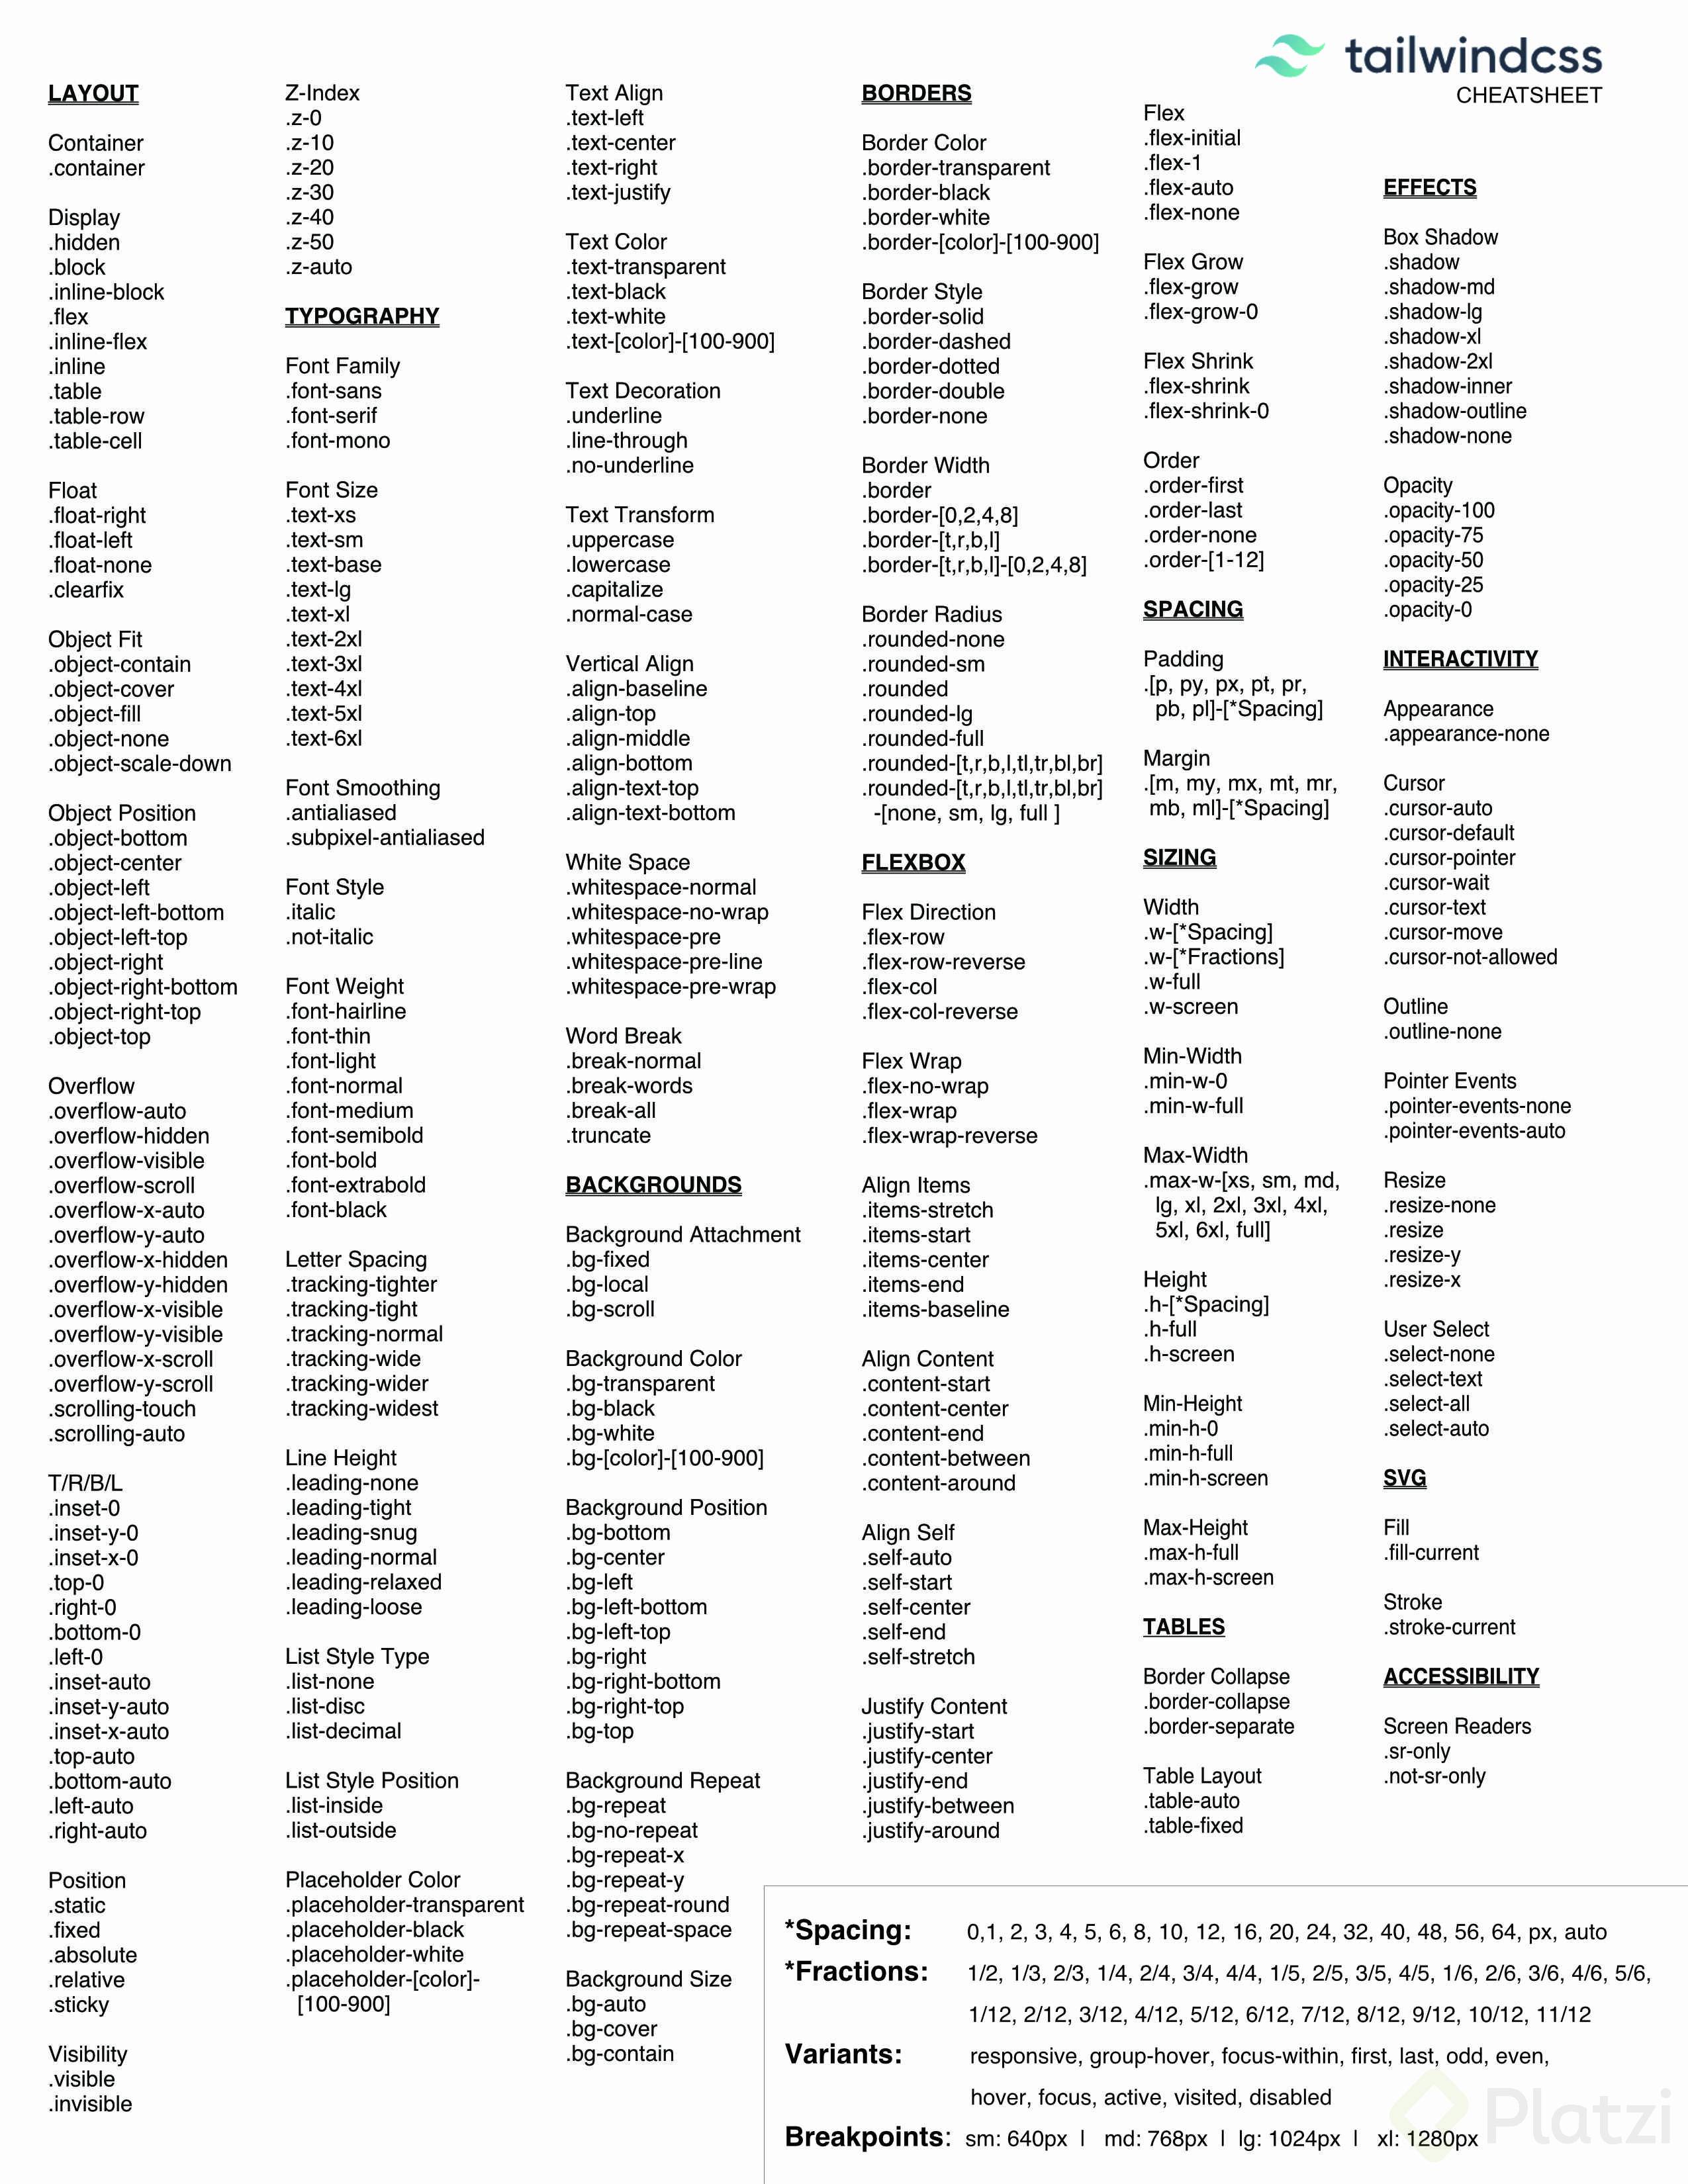 tailwindcss
CHEATSHEET
LAYOUT
Container
.container
Display
.hidden
.block
.inline-block
.flex
.inline-flex
.inline
.table
.table-row
.table-cell
Float
.float-right
.float-left
.float-none
.clearfix
Object Fit
.object-contain
.object-cover
.object-fill
.object-none
.object-scale-down
Object Position
.object-bottom
.object-center
.object-left
.object-left-bottom
.object-left-top
.object-right
.object-right-bottom
.object-right-top
.object-top
Overflow
.overflow-auto
.overflow-hidden
.overflow-visible
.overflow-scroll
.overflow-x-auto
.overflow-y-auto
.overflow-x-hidden
.overflow-y-hidden
.overflow-x-visible
.overflow-y-visible
.overflow-x-scroll
.overflow-y-scroll
.scrolling-touch
.scrolling-auto
T/R/B/L
.inset-0
.inset-y-0
.inset-x-0
.top-0
.right-0
.bottom-0
.left-0
.inset-auto
.inset-y-auto
.inset-x-auto
.top-auto
.bottom-auto
.left-auto
.right-auto
Position
.static
.fixed
.absolute
.relative
.sticky
Visibility
.visible
.invisible
Z-Index
.z-0
.z-10
.z-20
.z-30
.z-40
.z-50
.z-auto
TYPOGRAPHY
Font Family
.font-sans
.font-serif
.font-mono
Font Size
.text-xs
.text-sm
.text-base
.text-lg
.text-xl
.text-2xl
.text-3xl
.text-4xl
.text-5xl
.text-6xl
Font Smoothing
.antialiased
.subpixel-antialiased
Font Style
.italic
.not-italic
Font Weight
.font-hairline
.font-thin
.font-light
.font-normal
.font-medium
.font-semibold
.font-bold
.font-extrabold
.font-black
Letter Spacing
.tracking-tighter
.tracking-tight
.tracking-normal
.tracking-wide
.tracking-wider
.tracking-widest
Line Height
.leading-none
.leading-tight
.leading-snug
.leading-normal
.leading-relaxed
.leading-loose
List Style Type
.list-none
.list-disc
.list-decimal
List Style Position
.list-inside
.list-outside
Placeholder Color
.placeholder-transparent
.placeholder-black
.placeholder-white
.placeholder-[color]-
[100-900]
Text Align
.text-left
.text-center
.text-right
.text-justify
Text Color
.text-transparent
.text-black
.text-white
.text-[color]-[100-900]
Text Decoration
.underline
.line-through
.no-underline
Text Transform
.uppercase
.lowercase
.capitalize
.normal-case
Vertical Align
.align-baseline
.align-top
.align-middle
.align-bottom
.align-text-top
.align-text-bottom
White Space
.whitespace-normal
.whitespace-no-wrap
.whitespace-pre
.whitespace-pre-line
.whitespace-pre-wrap
Word Break
.break-normal
.break-words
.break-all
.truncate
BACKGROUNDS
Background Attachment
.bg-fixed
.bg-local
.bg-scroll
Background Color
.bg-transparent
.bg-black
.bg-white
.bg-[color]-[100-900]
Background Position
.bg-bottom
.bg-center
.bg-left
.bg-left-bottom
.bg-left-top
.bg-right
.bg-right-bottom
.bg-right-top
.bg-top
Background Repeat
.bg-repeat
.bg-no-repeat
.bg-repeat-x
.bg-repeat-y
.bg-repeat-round
.bg-repeat-space
Background Size
.bg-auto
.bg-cover
.bg-contain
BORDERS
Border Color
.border-transparent
.border-black
.border-white
.border-[color]-[100-900]
Border Style
.border-solid
.border-dashed
.border-dotted
.border-double
.border-none
Border Width
.border
.border-[0,2,4,8]
.border-[t,r,b,l]
.border-[t,r,b,l]-[0,2,4,8]
Border Radius
.rounded-none
.rounded-sm
.rounded
.rounded-lg
.rounded-full
.rounded-[t,r,b,l,tl,tr,bl,br]
.rounded-[t,r,b,l,tl,tr,bl,br]
-[none, sm, lg, full ]
FLEXBOX
Flex Direction
.flex-row
.flex-row-reverse
.flex-col
.flex-col-reverse
Flex Wrap
.flex-no-wrap
.flex-wrap
.flex-wrap-reverse
Align Items
.items-stretch
.items-start
.items-center
.items-end
.items-baseline
Align Content
.content-start
.content-center
.content-end
.content-between
.content-around
Align Self
.self-auto
.self-start
.self-center
.self-end
.self-stretch
Justify Content
.justify-start
.justify-center
.justify-end
.justify-between
.justify-around
Flex
.flex-initial
.flex-1
.flex-auto
.flex-none
Flex Grow
.flex-grow
.flex-grow-0
Flex Shrink
.flex-shrink
.flex-shrink-0
Order
.order-first
.order-last
.order-none
.order-[1-12]
SPACING
Padding
.[p, py, px, pt, pr,
pb, pl]-[*Spacing]
Margin
.[m, my, mx, mt, mr,
mb, ml]-[*Spacing]
SIZING
Width
.w-[*Spacing]
.w-[*Fractions]
.w-full
.w-screen
Min-Width
.min-w-0
.min-w-full
Max-Width
.max-w-[xs, sm, md,
lg, xl, 2xl, 3xl, 4xl,
5xl, 6xl, full]
Height
.h-[*Spacing]
.h-full
.h-screen
Min-Height
.min-h-0
.min-h-full
.min-h-screen
Max-Height
.max-h-full
.max-h-screen
TABLES
Border Collapse
.border-collapse
.border-separate
Table Layout
.table-auto
.table-fixed
EFFECTS
Box Shadow
.shadow
.shadow-md
.shadow-lg
.shadow-xl
.shadow-2xl
.shadow-inner
.shadow-outline
.shadow-none
Opacity
.opacity-100
.opacity-75
.opacity-50
.opacity-25
.opacity-0
INTERACTIVITY
Appearance
.appearance-none
Cursor
.cursor-auto
.cursor-default
.cursor-pointer
.cursor-wait
.cursor-text
.cursor-move
.cursor-not-allowed
Outline
.outline-none
Pointer Events
.pointer-events-none
.pointer-events-auto
Resize
.resize-none
.resize
.resize-y
.resize-x
User Select
.select-none
.select-text
.select-all
.select-auto
SVG
Fill
.fill-current
Stroke
.stroke-current
ACCESSIBILITY
Screen Readers
.sr-only
.not-sr-only
*Spacing: 0,1, 2, 3, 4, 5, 6, 8, 10, 12, 16, 20, 24, 32, 40, 48, 56, 64, px, auto
*Fractions: 1/2, 1/3, 2/3, 1/4, 2/4, 3/4, 4/4, 1/5, 2/5, 3/5, 4/5, 1/6, 2/6, 3/6, 4/6, 5/6,
1/12, 2/12, 3/12, 4/12, 5/12, 6/12, 7/12, 8/12, 9/12, 10/12, 11/12
Variants: responsive, group-hover, focus-within, first, last, odd, even,
hover, focus, active, visited, disabled
Breakpoints: sm: 640px | md: 768px | lg: 1024px | xl: 1280px
Platzi